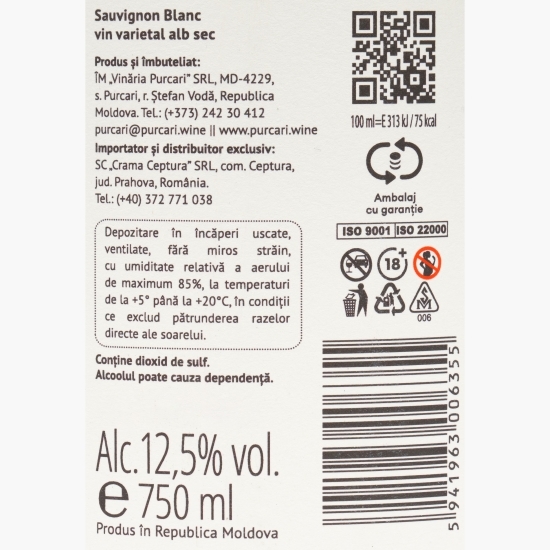 Sauvignon Blanc
vin varietal alb sec
Produs și îmbuteliat:
ÎM „Vinăria Purcari” SRL, MD-4229,
s. Purcari, r. Ștefan Vodă, Republica
Moldova. Tel.: (+373) 242 30 412
purcari@purcari.wine || www.purcari.wine
Importator și distribuitor exclusiv:
SC „Crama Ceptura” SRL, com. Ceptura,
jud. Prahova, România.
Tel.: (+40) 372 771 038
Depozitare în încăperi uscate,
ventilate, fără miros străin,
cu umiditate relativă a aerului
de maximum 85%, la temperaturi
de la +5° până la +20°C, în condiții
ce exclud pătrunderea razelor
directe ale soarelui.
Conține dioxid de sulf.
Alcoolul poate cauza dependență.
Alc. 12,5% vol.
e 750 ml
Produs în Republica Moldova
100 ml=E 313 kJ / 75 kcal
Ambalaj
cu garanție
ISO 9001 ISO 22000
18+
SM
006
5941963006355